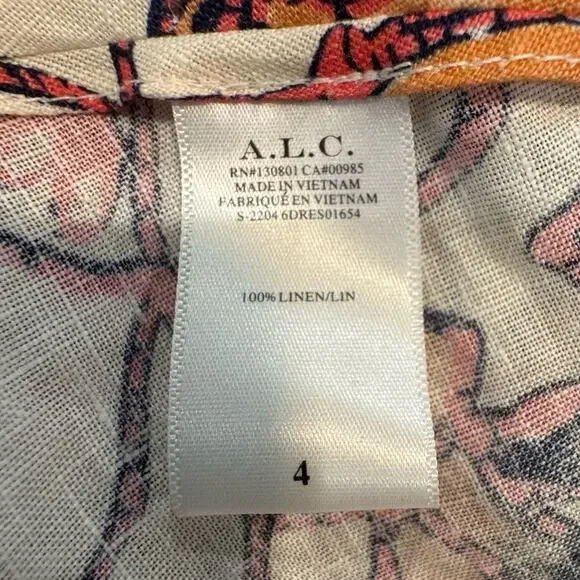 A.L.C.
RN#130801 CA#00985
MADE IN VIETNAM
FABRIQUÉ EN VIETNAM
S-2204 6DRES01654
100% LINEN/LIN
4